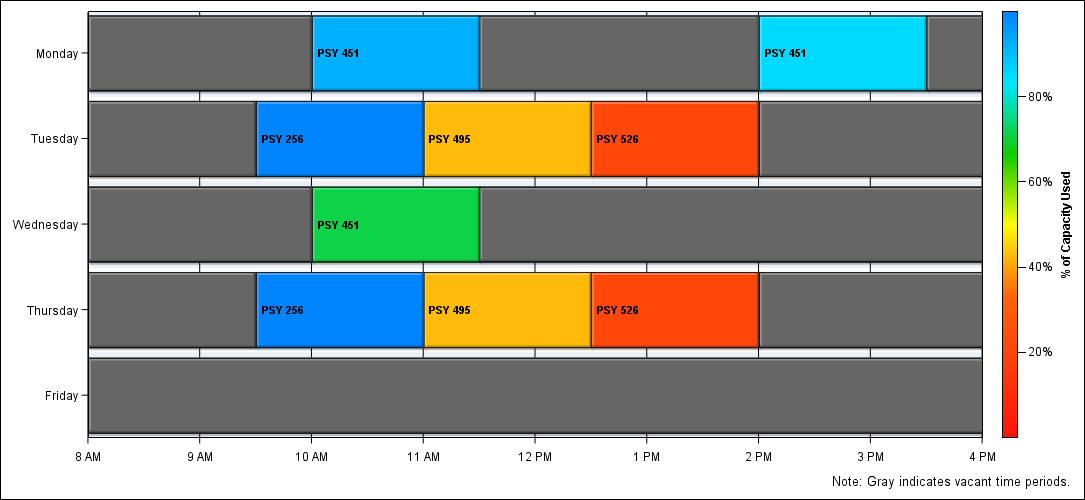 Monday
PSY 451
PSY 451
Tuesday
PSY 256
PSY 495
PSY 526
Wednesday
PSY 451
Thursday
PSY 256
PSY 495
PSY 526
Friday
8 AM
9 AM
10 AM
11 AM
12 PM
1 PM
2 PM
3 PM
4 PM
80%
60%
40%
20%
% of Capacity Used
Note: Gray indicates vacant time periods.